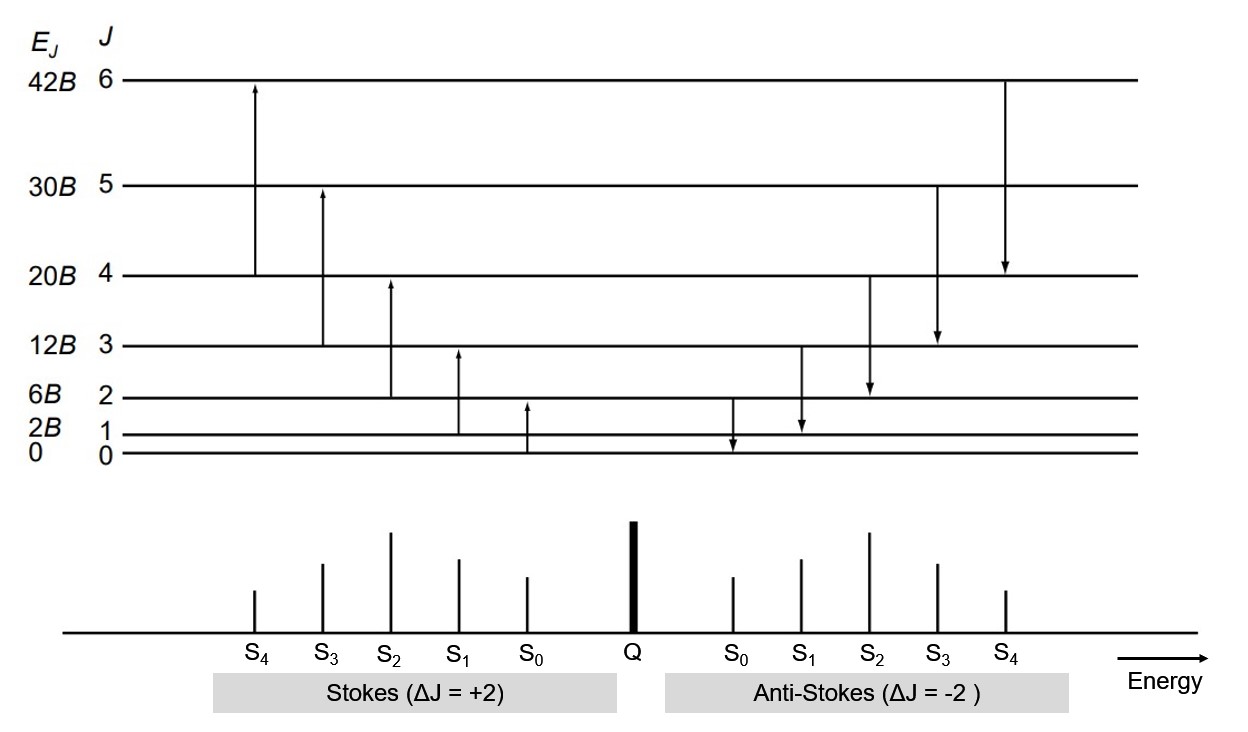 E_J J
42B 6
30B 5
20B 4
12B 3
6B 2
2B 1
0 0
S₄ S₃ S₂ S₁ S₀ Q S₀ S₁ S₂ S₃ S₄
Stokes (ΔJ = +2) Anti-Stokes (ΔJ = -2 ) Energy